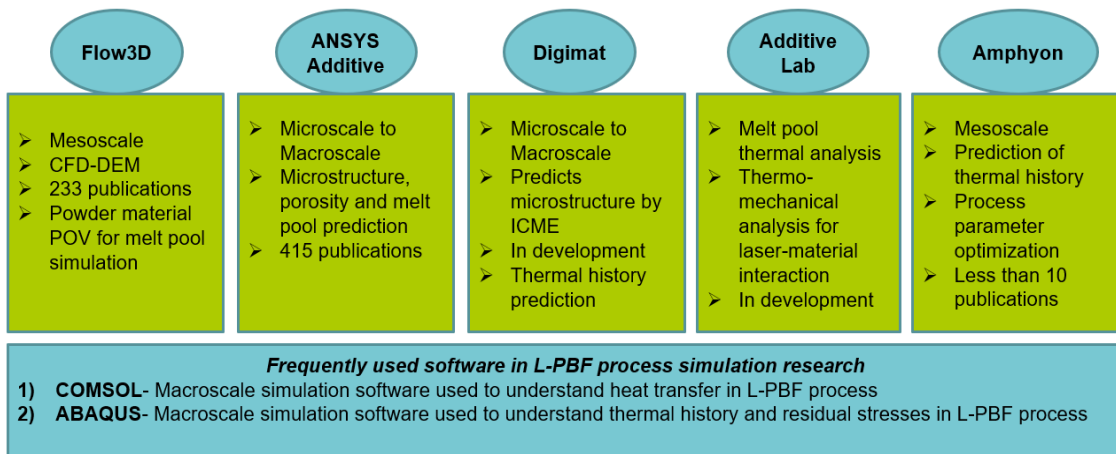 Flow3D
➢ Mesoscale
➢ CFD-DEM
➢ 233 publications
➢ Powder material
POV for melt pool
simulation
ANSYS
Additive
➢ Microscale to
Macroscale
➢ Microstructure,
porosity and melt
pool prediction
➢ 415 publications
Digimat
➢ Microscale to
Macroscale
➢ Predicts
microstructure by
ICME
➢ In development
➢ Thermal history
prediction
Additive
Lab
➢ Melt pool
thermal analysis
➢ Thermo-
mechanical
analysis for
laser-material
interaction
➢ In development
Amphyon
➢ Mesoscale
➢ Prediction of
thermal history
➢ Process
parameter
optimization
➢ Less than 10
publications
Frequently used software in L-PBF process simulation research
1) COMSOL- Macroscale simulation software used to understand heat transfer in L-PBF process
2) ABAQUS- Macroscale simulation software used to understand thermal history and residual stresses in L-PBF process